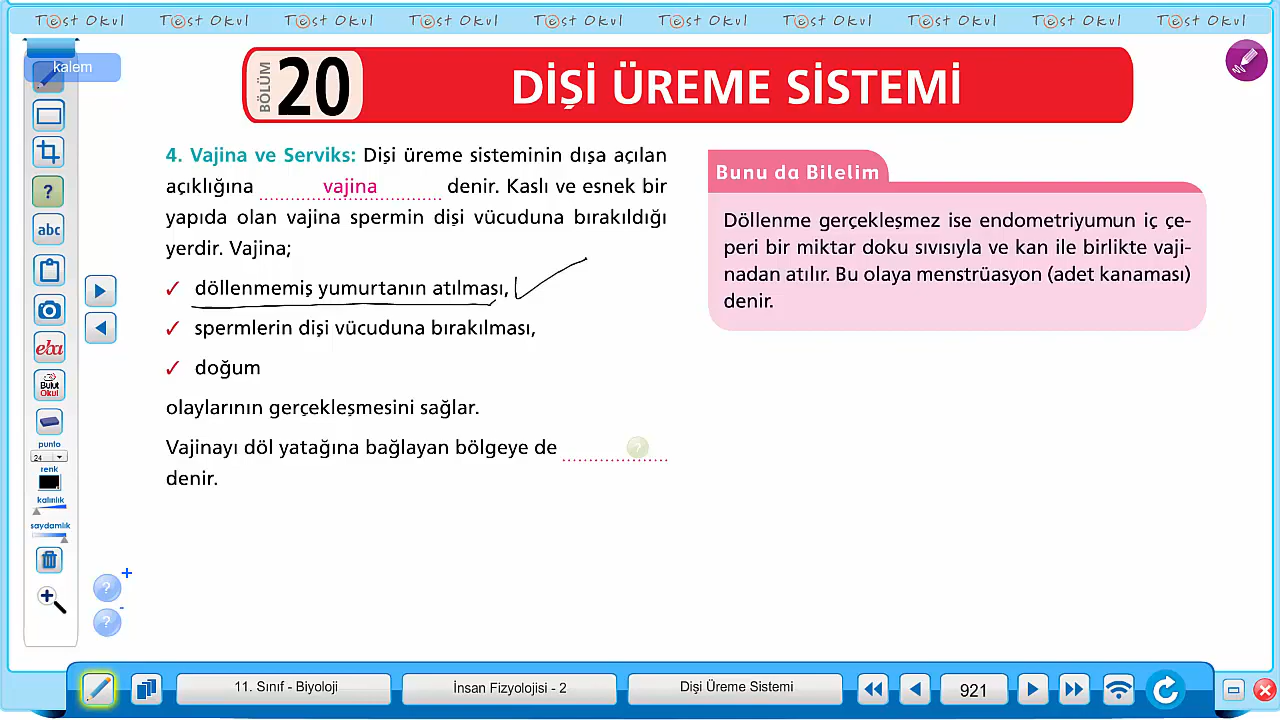 Test Okul Test Okul Test Okul Test Okul Test Okul Test Okul Test Okul Test Okul Test Okul Test Okul
kalem
BÖLÜM 20
DİŞİ ÜREME SİSTEMİ
4. Vajina ve Serviks: Dişi üreme sisteminin dışa açılan
açıklığına vajina denir. Kaslı ve esnek bir
yapıda olan vajina spermin dişi vücuduna bırakıldığı
yerdir. Vajina;
✓ döllenmemiş yumurtanın atılması,
✓ spermlerin dişi vücuduna bırakılması,
✓ doğum
olaylarının gerçekleşmesini sağlar.
Vajinayı döl yatağına bağlayan bölgeye de ?
denir.
Bunu da Bilelim
Döllenme gerçekleşmez ise endometriyumun iç çe-
peri bir miktar doku sıvısıyla ve kan ile birlikte vaji-
nadan atılır. Bu olaya menstrüasyon (adet kanaması)
denir.
?
abc
eba
Bulut
Okul
punto
24
renk
kalınlık
saydamlık
? +
? -
11. Sınıf - Biyoloji
İnsan Fizyolojisi - 2
Dişi Üreme Sistemi
921